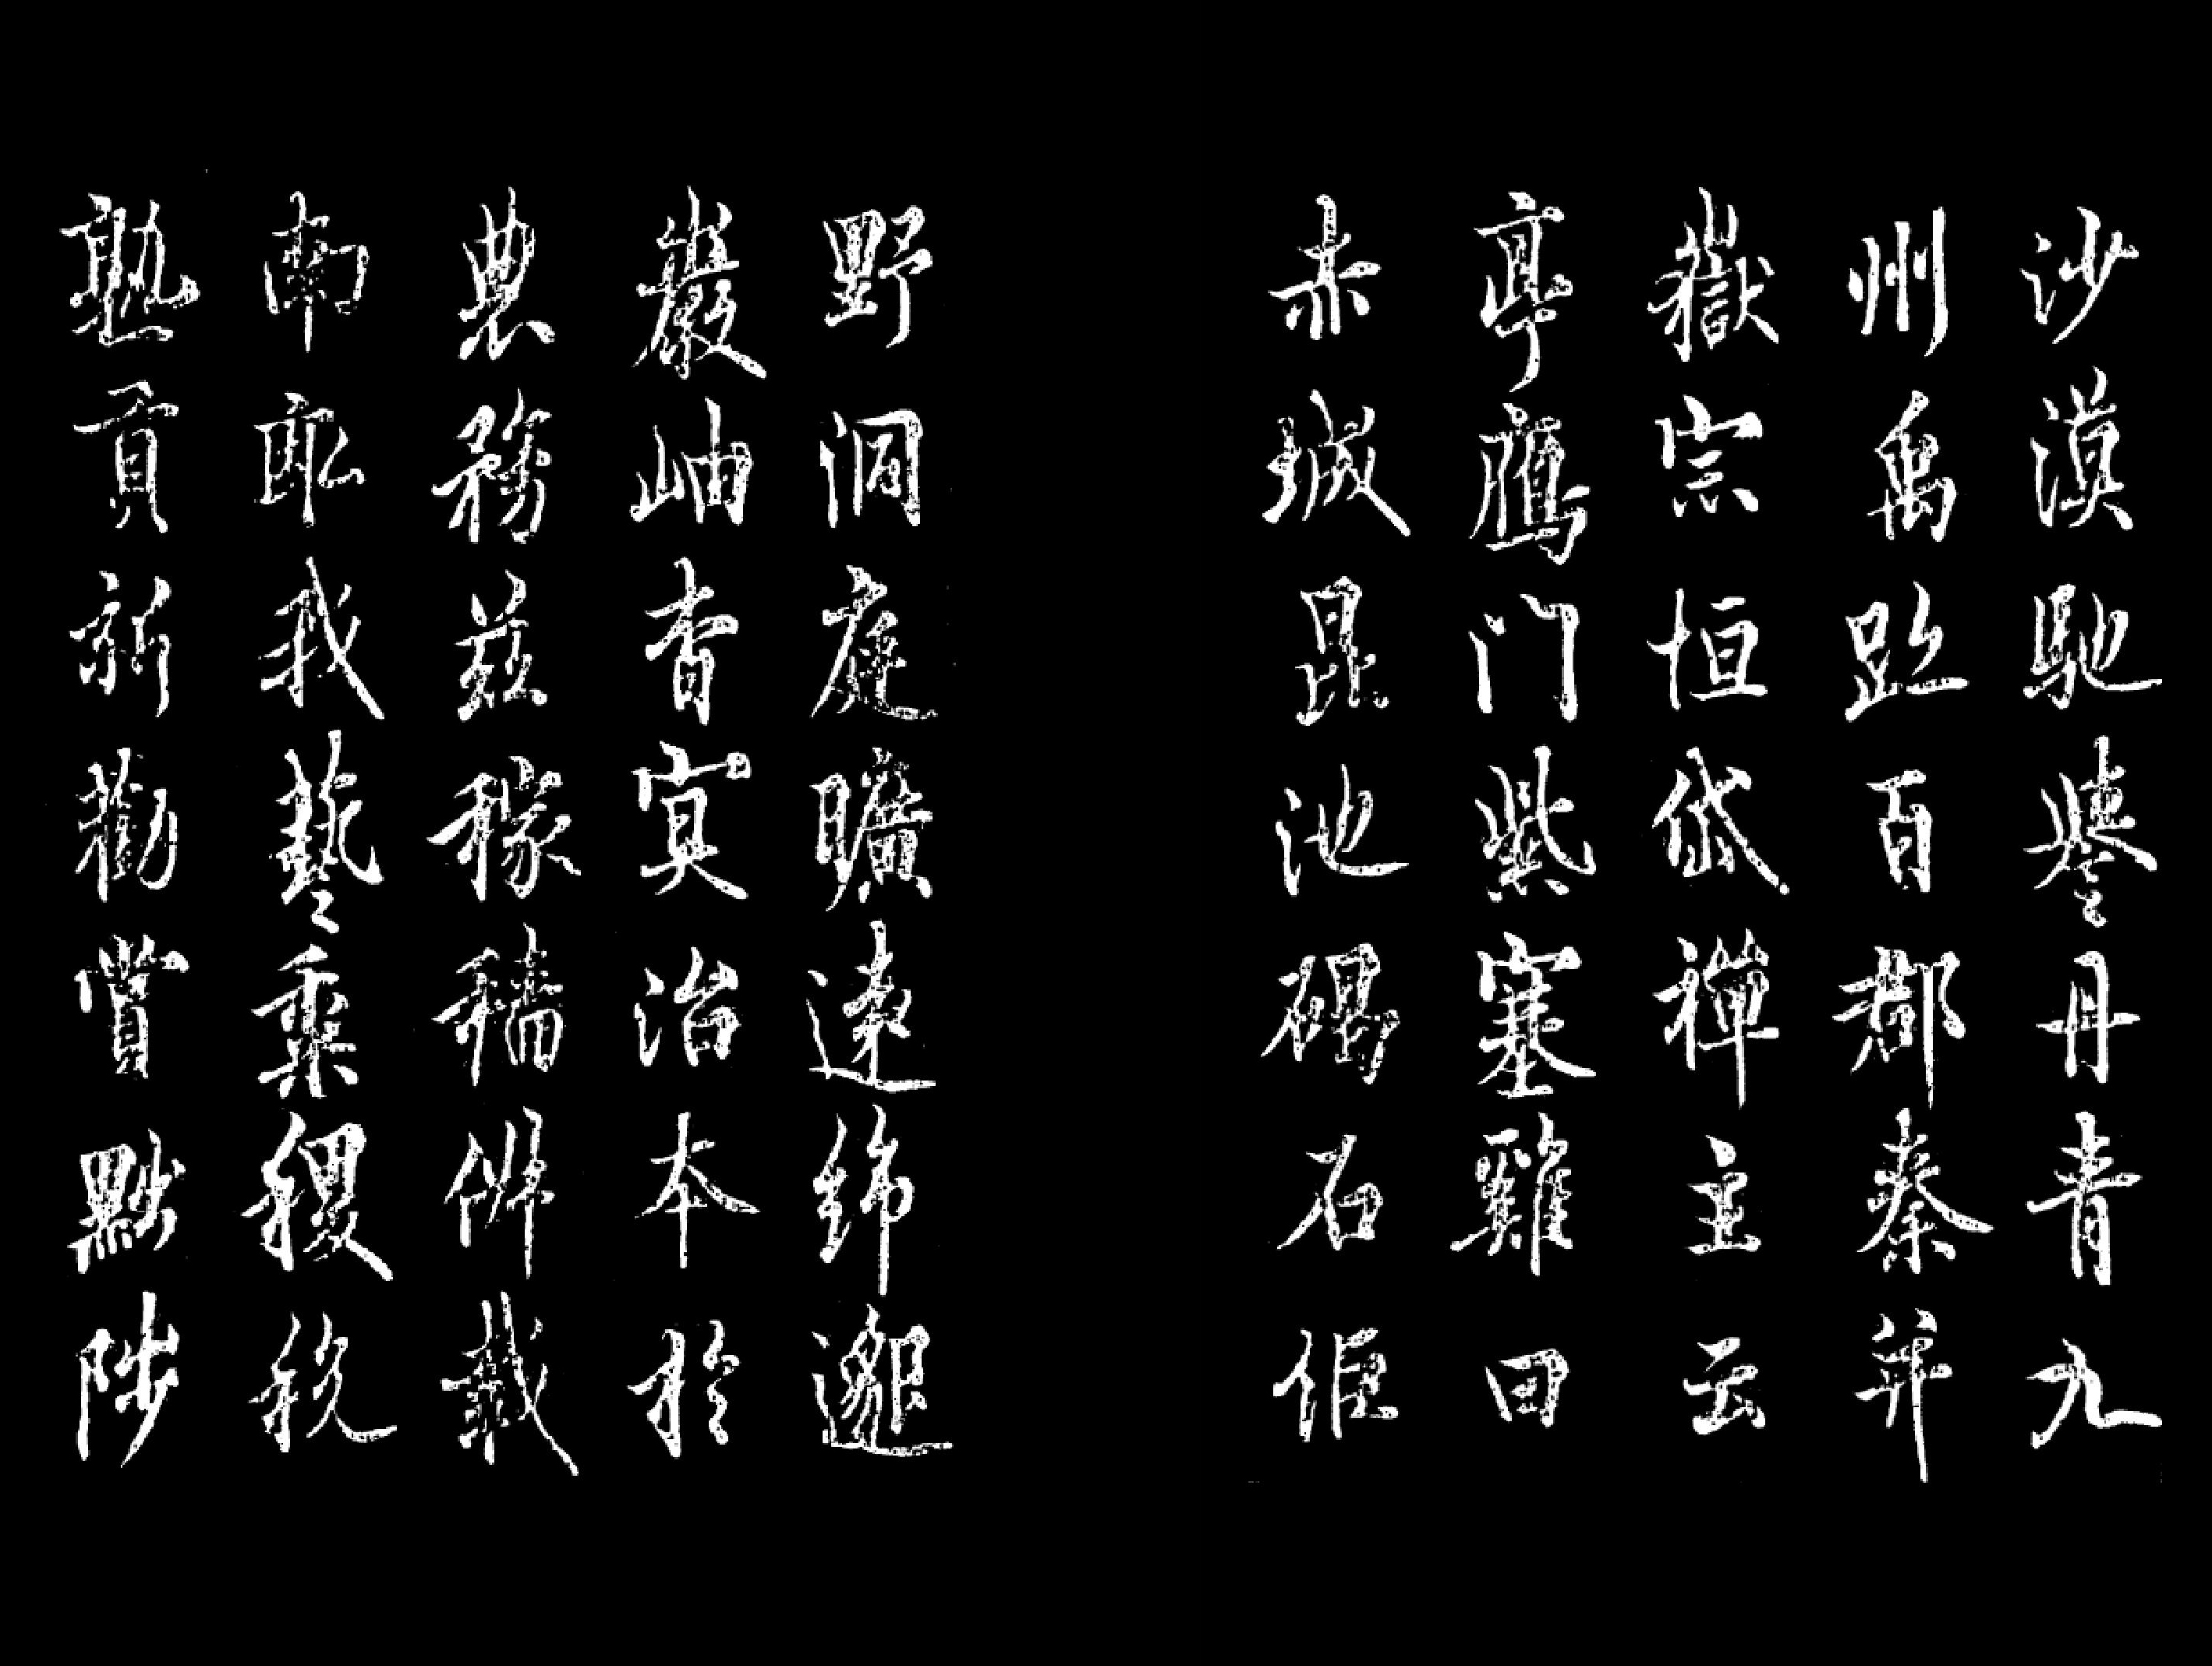 沙漠馳譽丹青九
州禹跡百郡秦并
嶽宗恒岱禪主云
亭鴈門紫塞雞田
赤城昆池碣石鉅
野洞庭曠遠綿邈
巖岫杳冥治本於
農務茲稼穡俶載
南畝我藝黍稷稅
熟貢新勸賞黜陟